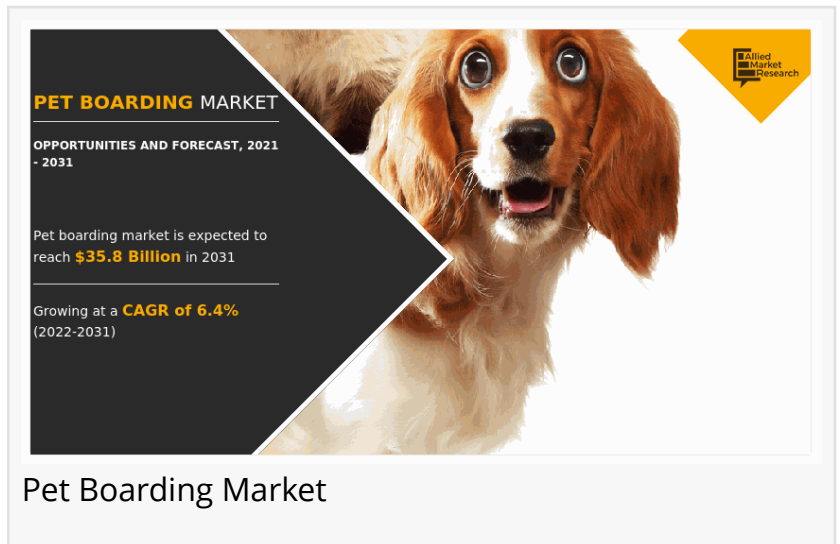 PET BOARDING MARKET
OPPORTUNITIES AND FORECAST, 2021
- 2031
Pet boarding market is expected to
reach $35.8 Billion in 2031
Growing at a CAGR of 6.4%
(2022-2031)
Allied
Market
Research
Pet Boarding Market